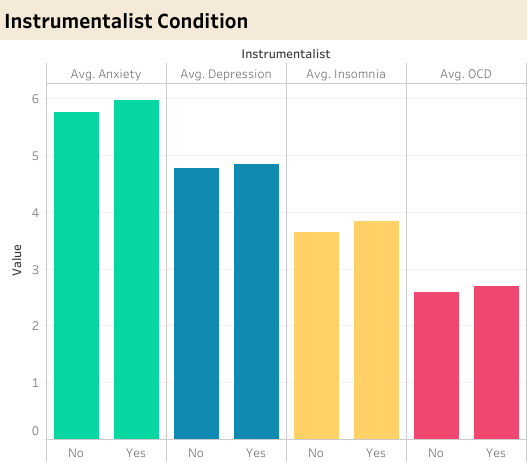 Instrumentalist Condition
Instrumentalist
Avg. Anxiety Avg. Depression Avg. Insomnia Avg. OCD
6
5
4
3
2
1
0
Value
No Yes No Yes No Yes No Yes